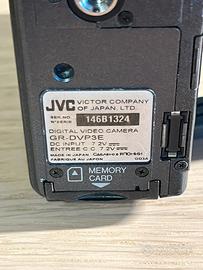 JVC VICTOR COMPANY
OF JAPAN, LTD.
SER.NO.
N°SERIE
146B1324
DIGITAL VIDEO CAMERA
GR-DVP3E
DC INPUT 7.2V
ENTREE C.C 7.2V
MADE IN JAPAN
FABRIQUE AU JAPON
MEMORY
CARD